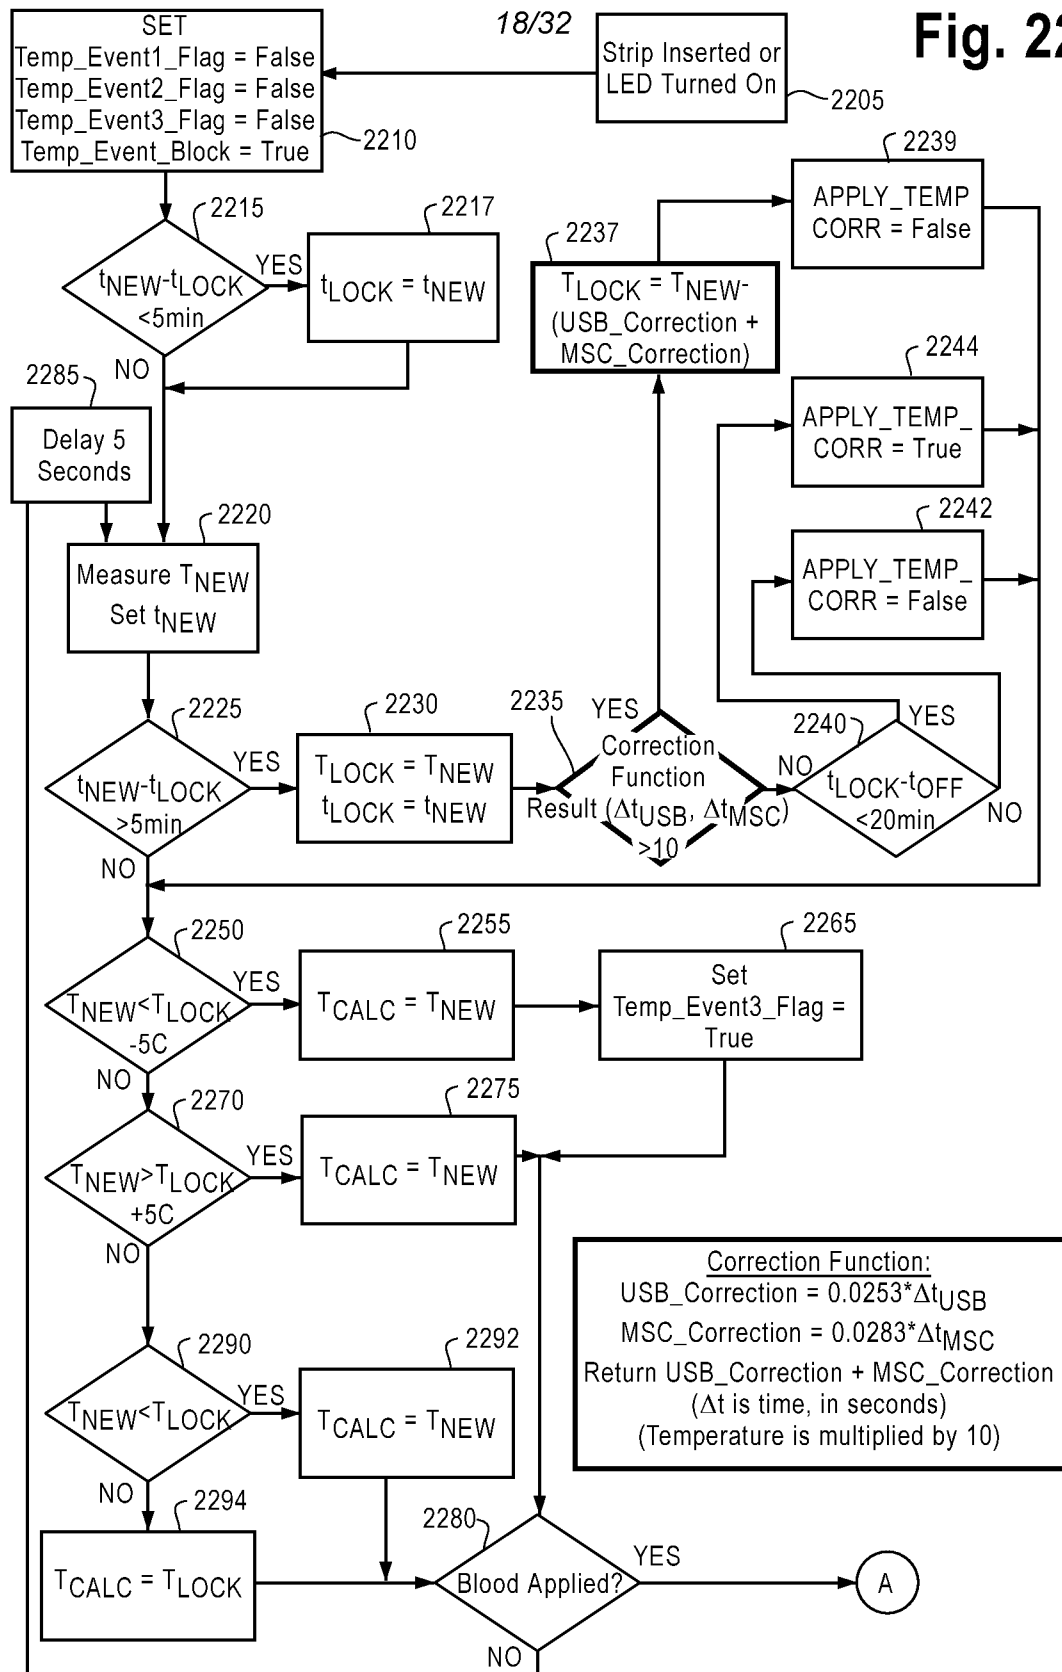 18/32
Fig. 22
SET
Temp_Event1_Flag = False
Temp_Event2_Flag = False
Temp_Event3_Flag = False
Temp_Event_Block = True
2210
Strip Inserted or
LED Turned On
2205
2215
tNEW-tLOCK
<5min
YES
NO
2217
tLOCK = tNEW
2285
Delay 5
Seconds
2220
Measure TNEW
Set tNEW
2225
tNEW-tLOCK
>5min
YES
NO
2230
TLOCK = TNEW
tLOCK = tNEW
2235
Correction
Function
Result (ΔtUSB, ΔtMSC)
>10
YES
NO
2237
TLOCK = TNEW-
(USB_Correction +
MSC_Correction)
2239
APPLY_TEMP
CORR = False
2244
APPLY_TEMP_
CORR = True
2242
APPLY_TEMP_
CORR = False
2240
tLOCK-tOFF
<20min
YES
NO
2250
TNEW<TLOCK
-5C
YES
NO
2255
TCALC = TNEW
2265
Set
Temp_Event3_Flag =
True
2270
TNEW>TLOCK
+5C
YES
NO
2275
TCALC = TNEW
Correction Function:
USB_Correction = 0.0253*ΔtUSB
MSC_Correction = 0.0283*ΔtMSC
Return USB_Correction + MSC_Correction
(Δt is time, in seconds)
(Temperature is multiplied by 10)
2290
TNEW<TLOCK
YES
NO
2292
TCALC = TNEW
2294
TCALC = TLOCK
2280
Blood Applied?
YES
NO
A